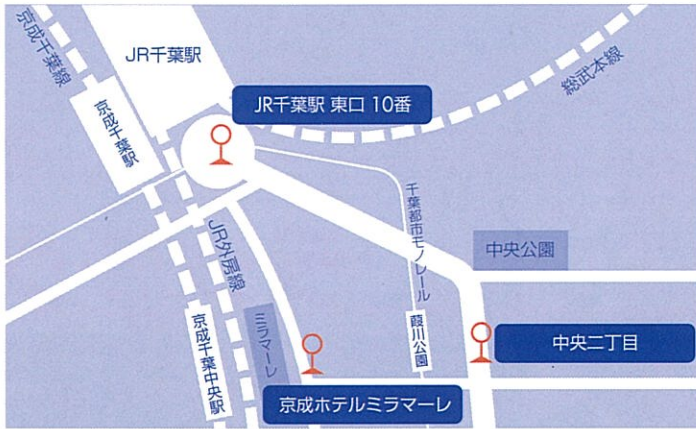 京成千葉線
JR千葉駅
総武本線
JR千葉駅 東口 10番
京成千葉駅
千葉都市モノレール
JR外房線
中央公園
ミラマーレ
京成千葉中央駅
葭川公園
中央二丁目
京成ホテルミラマーレ